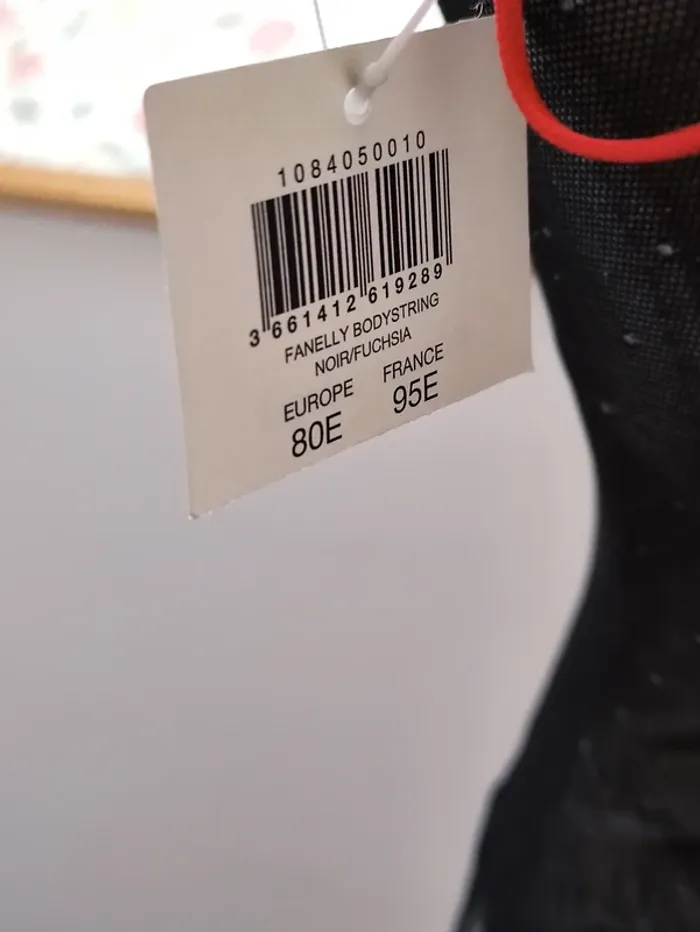 1084050010
3 661412 619289
FANELLY BODYSTRING
NOIR/FUCHSIA
EUROPE FRANCE
80E 95E